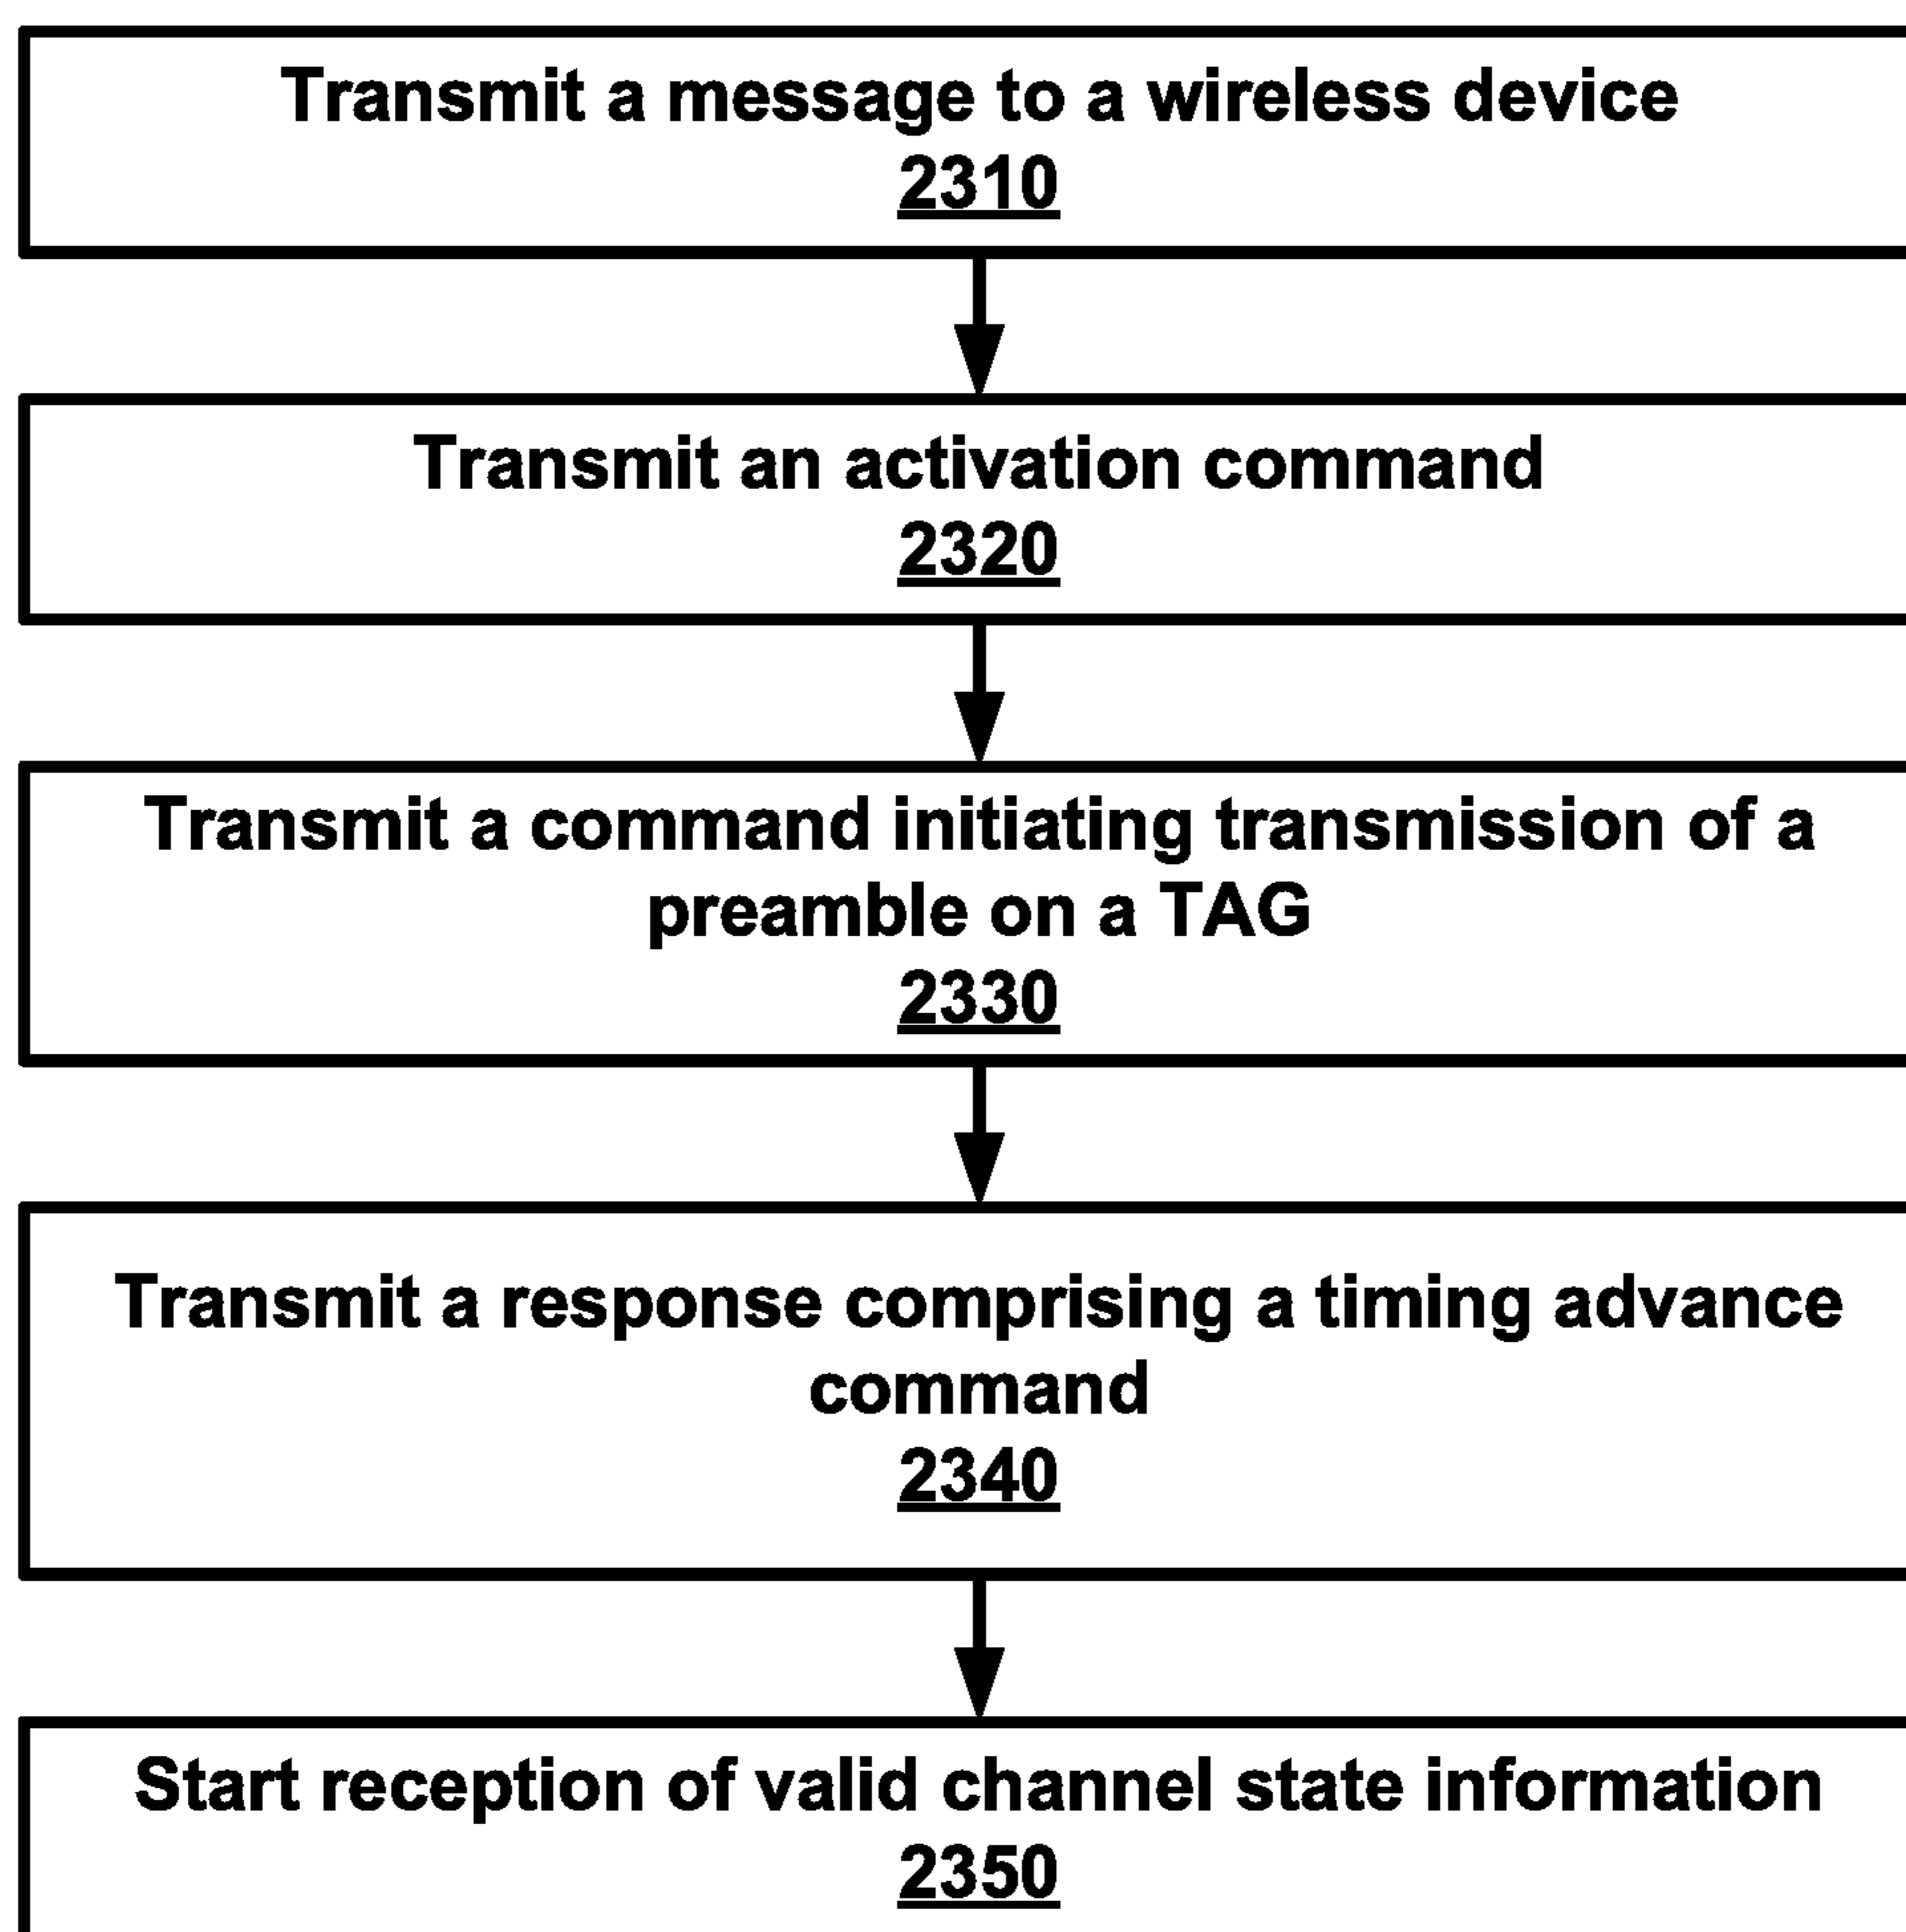 Transmit a message to a wireless device
2310
Transmit an activation command
2320
Transmit a command initiating transmission of a
preamble on a TAG
2330
Transmit a response comprising a timing advance
command
2340
Start reception of valid channel state information
2350